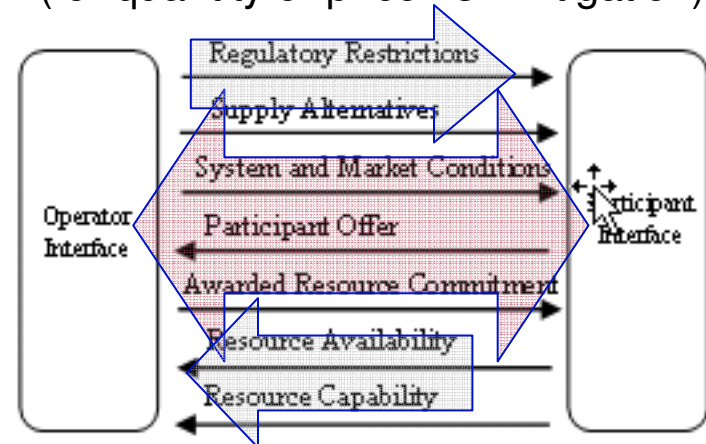 Regulatory Restrictions
Supply Alternatives
System and Market Conditions
Operator
Interface
Participant
Interface
Participant Offer
Awarded Resource Commitment
Resource Availability
Resource Capability